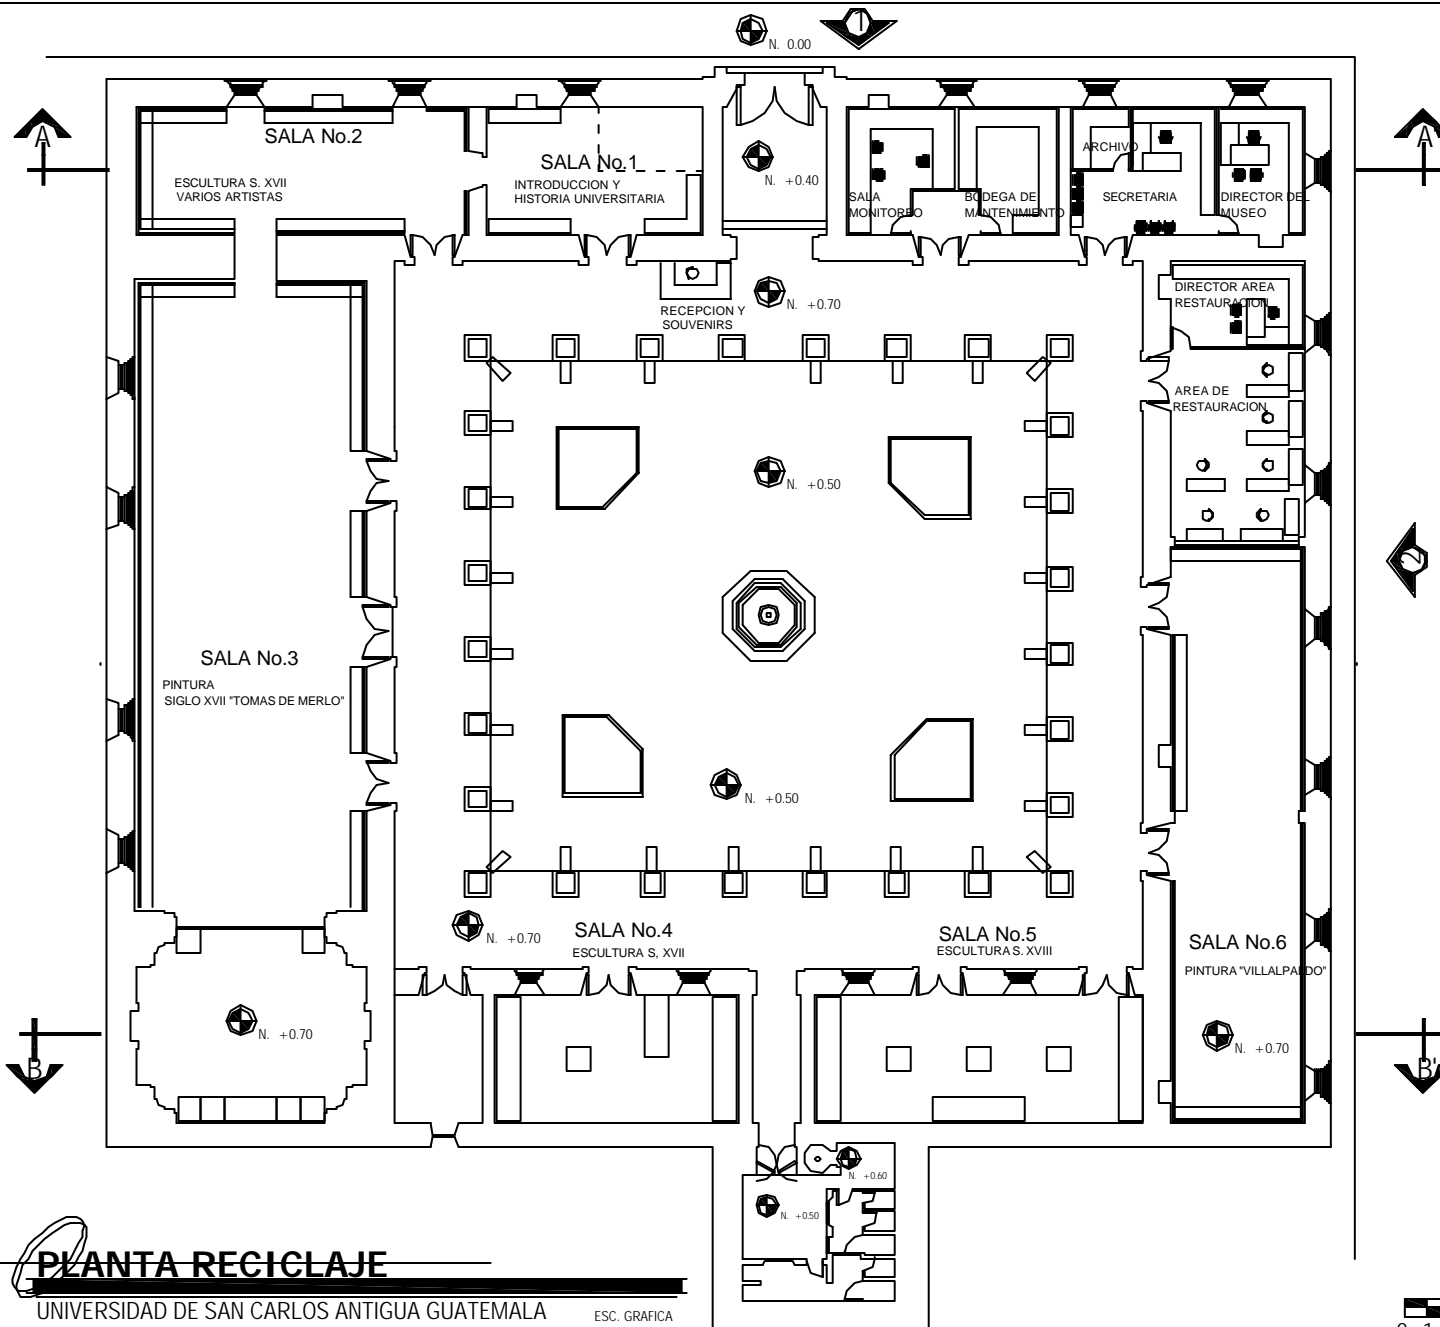 N. 0.00
1
A
A
SALA No.2
SALA No.1
ARCHIVO
ESCULTURA S. XVII
VARIOS ARTISTAS
INTRODUCCION Y
HISTORIA UNIVERSITARIA
N. +0.40
SALA
MONITOREO
BODEGA DE
MANTENIMIENTO
SECRETARIA
DIRECTOR DEL
MUSEO
DIRECTOR AREA
RESTAURACION
N. +0.70
RECEPCION Y
SOUVENIRS
AREA DE
RESTAURACION
N. +0.50
2
SALA No.3
PINTURA
SIGLO XVII "TOMAS DE MERLO"
N. +0.50
N. +0.70
SALA No.4
ESCULTURA S, XVII
SALA No.5
ESCULTURA S. XVIII
SALA No.6
PINTURA "VILLALPANDO"
N. +0.70
N. +0.70
B
B'
N. +0.60
N. +0.50
PLANTA RECICLAJE
UNIVERSIDAD DE SAN CARLOS ANTIGUA GUATEMALA
ESC. GRAFICA